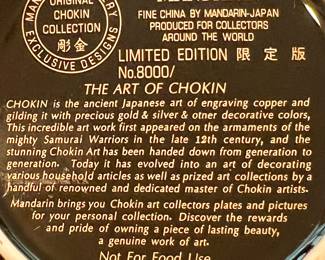 ORIGINAL
CHOKIN
COLLECTION
彫金
EXCLUSIVE DESIGNS
FINE CHINA BY MANDARIN-JAPAN
PRODUCED FOR COLLECTORS
AROUND THE WORLD
LIMITED EDITION 限定版
No.8000/
THE ART OF CHOKIN
CHOKIN is the ancient Japanese art of engraving copper and
gilding it with precious gold & silver & otner decorative colors,
This incredible art work first appeared on the armaments of the
mighty Samurai Warriors in the late 12th century, and the
stunning Chokin Art has been handed down from generation to
generation. Today it has evolved into an art of decorating
various household articles as well as prized art collections by a
handful of renowned and dedicated master of Chokin artists.
Mandarin brings you Chokin art collectors plates and pictures
for your personal collection. Discover the rewards
and pride of owning a piece of lasting beauty,
a genuine work of art.
Not For Food Use